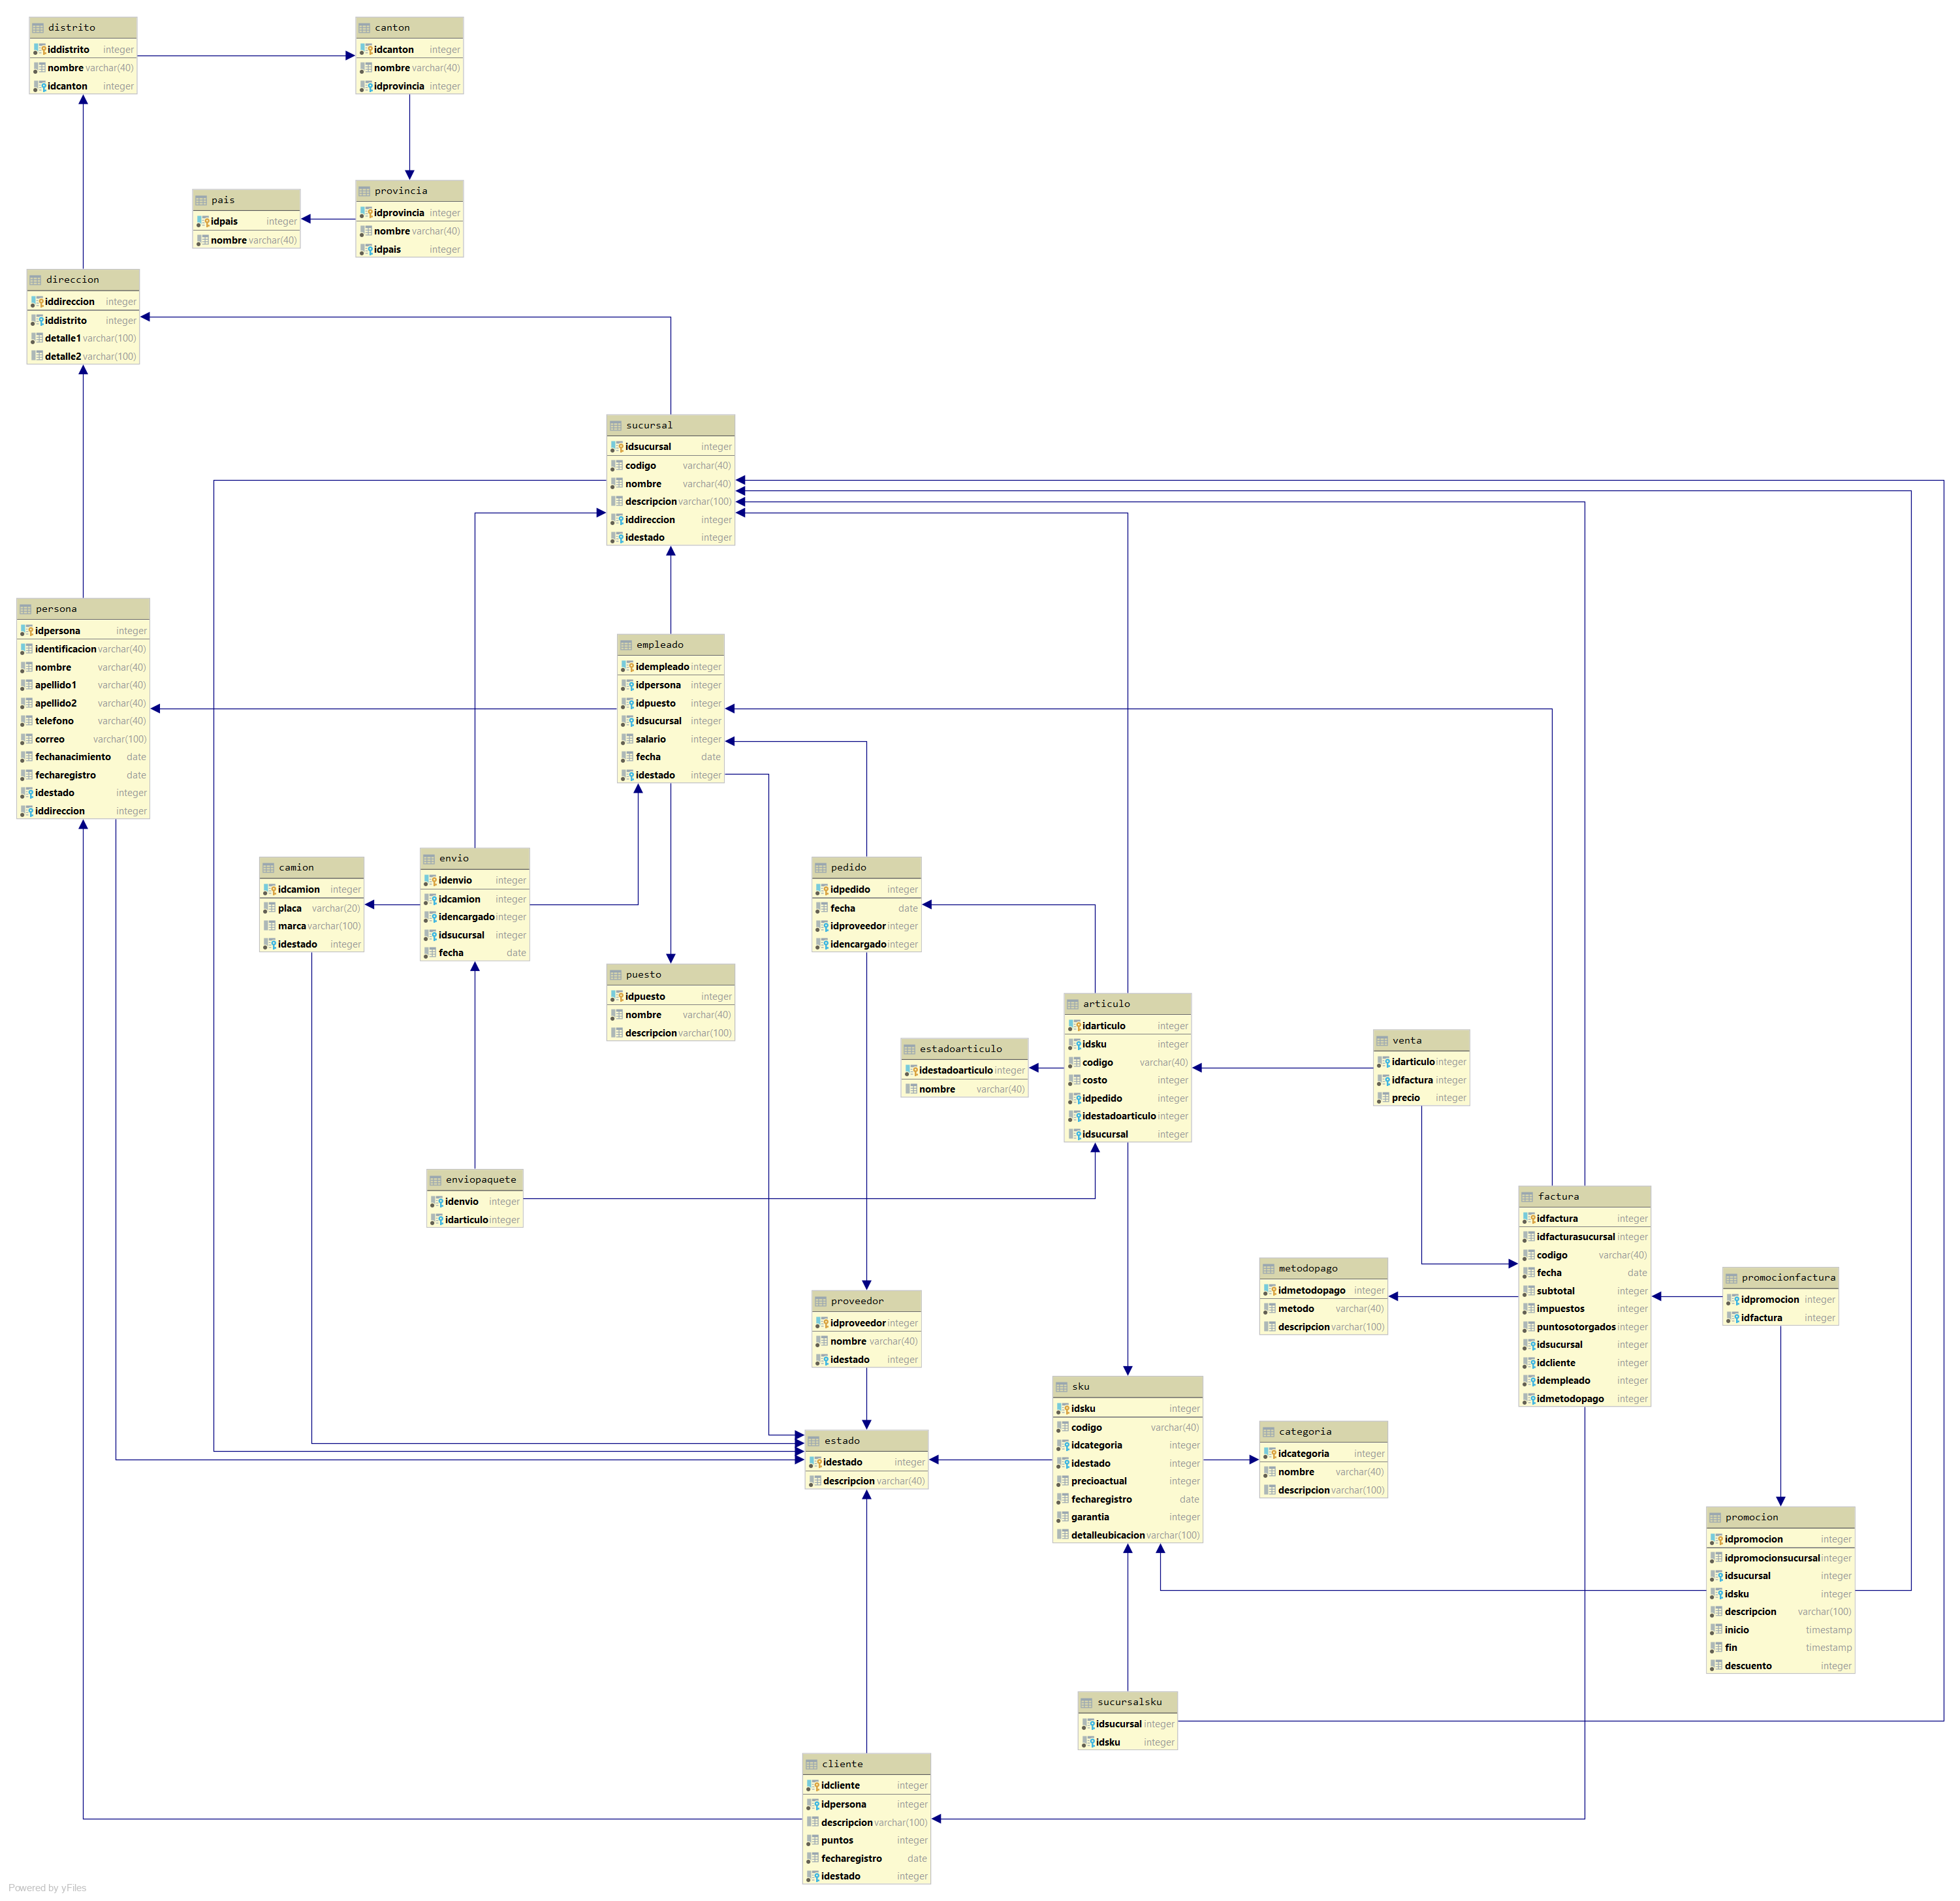 distrito
iddistrito integer
nombre varchar(40)
idcanton integer
canton
idcanton integer
nombre varchar(40)
idprovincia integer
pais
idpais integer
nombre varchar(40)
provincia
idprovincia integer
nombre varchar(40)
idpais integer
direccion
iddireccion integer
iddistrito integer
detalle1 varchar(100)
detalle2 varchar(100)
sucursal
idsucursal integer
codigo varchar(40)
nombre varchar(40)
descripcion varchar(100)
iddireccion integer
idestado integer
persona
idpersona integer
identificacion varchar(40)
nombre varchar(40)
apellido1 varchar(40)
apellido2 varchar(40)
telefono varchar(40)
correo varchar(100)
fechanacimiento date
fecharegistro date
idestado integer
iddireccion integer
empleado
idempleado integer
idpersona integer
idpuesto integer
idsucursal integer
salario integer
fecha date
idestado integer
camion
idcamion integer
placa varchar(20)
marca varchar(100)
idestado integer
envio
idenvio integer
idcamion integer
idencargado integer
idsucursal integer
fecha date
pedido
idpedido integer
fecha date
idproveedor integer
idencargado integer
puesto
idpuesto integer
nombre varchar(40)
descripcion varchar(100)
estadoarticulo
idestadoarticulo integer
nombre varchar(40)
articulo
idarticulo integer
idsku integer
codigo varchar(40)
costo integer
idpedido integer
idestadoarticulo integer
idsucursal integer
venta
idarticulo integer
idfactura integer
precio integer
enviopaquete
idenvio integer
idarticulo integer
factura
idfactura integer
idfacturasucursal integer
codigo varchar(40)
fecha date
subtotal integer
impuestos integer
puntosotorgados integer
idsucursal integer
idcliente integer
idempleado integer
idmetodopago integer
metodopago
idmetodopago integer
metodo varchar(40)
descripcion varchar(100)
promocionfactura
idpromocion integer
idfactura integer
proveedor
idproveedor integer
nombre varchar(40)
idestado integer
sku
idsku integer
codigo varchar(40)
idcategoria integer
idestado integer
precioactual integer
fecharegistro date
garantia integer
detalleubicacion varchar(100)
categoria
idcategoria integer
nombre varchar(40)
descripcion varchar(100)
estado
idestado integer
descripcion varchar(40)
promocion
idpromocion integer
idpromocionsucursal integer
idsucursal integer
idsku integer
descripcion varchar(100)
inicio timestamp
fin timestamp
descuento integer
sucursalsku
idsucursal integer
idsku integer
cliente
idcliente integer
idpersona integer
descripcion varchar(100)
puntos integer
fecharegistro date
idestado integer
Powered by yFiles